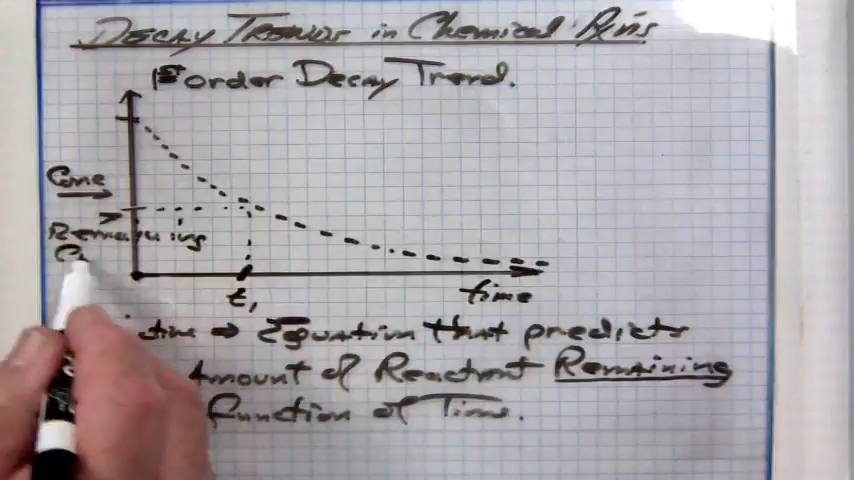 Decay Trends in Chemical Rxns
1st order Decay Trend.
Conc
Remaining
t1
time
Equation that predicts
Amount of Reactant Remaining
function of Time.